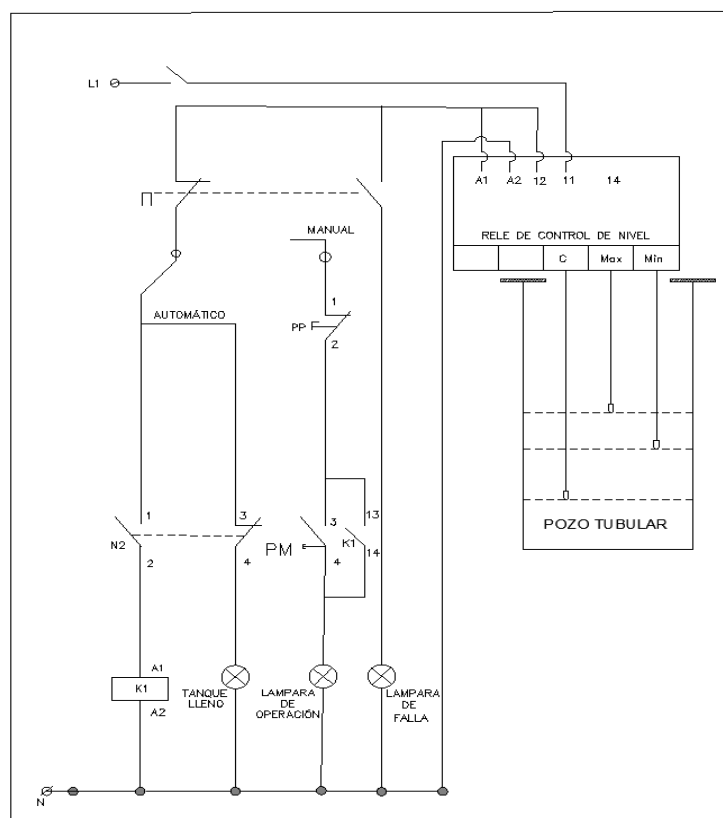 L1
A1 A2 12 11 14
RELE DE CONTROL DE NIVEL
C Max Min
MANUAL
1
PP
2
AUTOMÁTICO
POZO TUBULAR
1 3 3 13
N2 PM K1
2 4 4 14
A1
K1
A2
TANQUE
LLENO
LAMPARA
DE
OPERACIÓN
LAMPARA
DE
FALLA
N